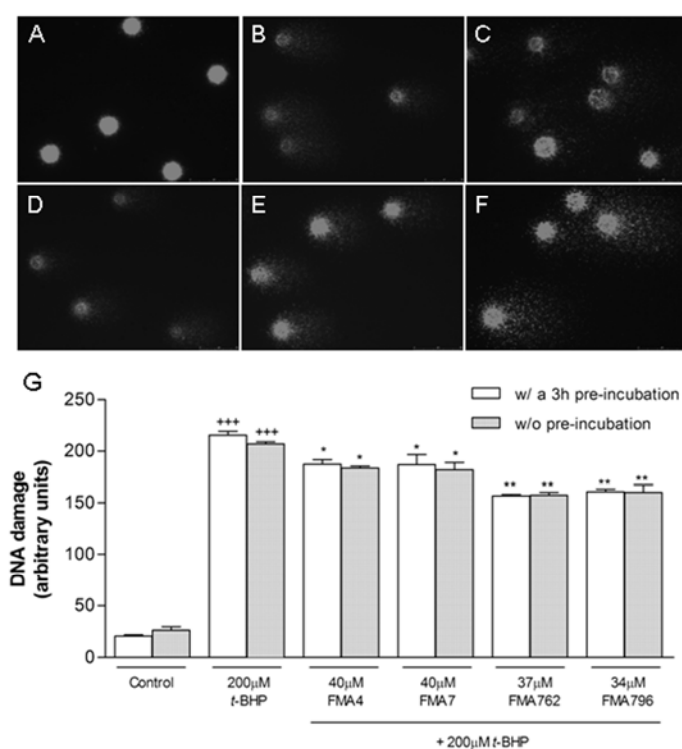 A
B
C
D
E
F
G
w/ a 3h pre-incubation
w/o pre-incubation
DNA damage
(arbitrary units)
250
200
150
100
50
0
+++
+++
*
*
*
*
**
**
**
**
Control
200µM
t-BHP
40µM
FMA4
40µM
FMA7
37µM
FMA762
34µM
FMA796
+ 200µM t-BHP